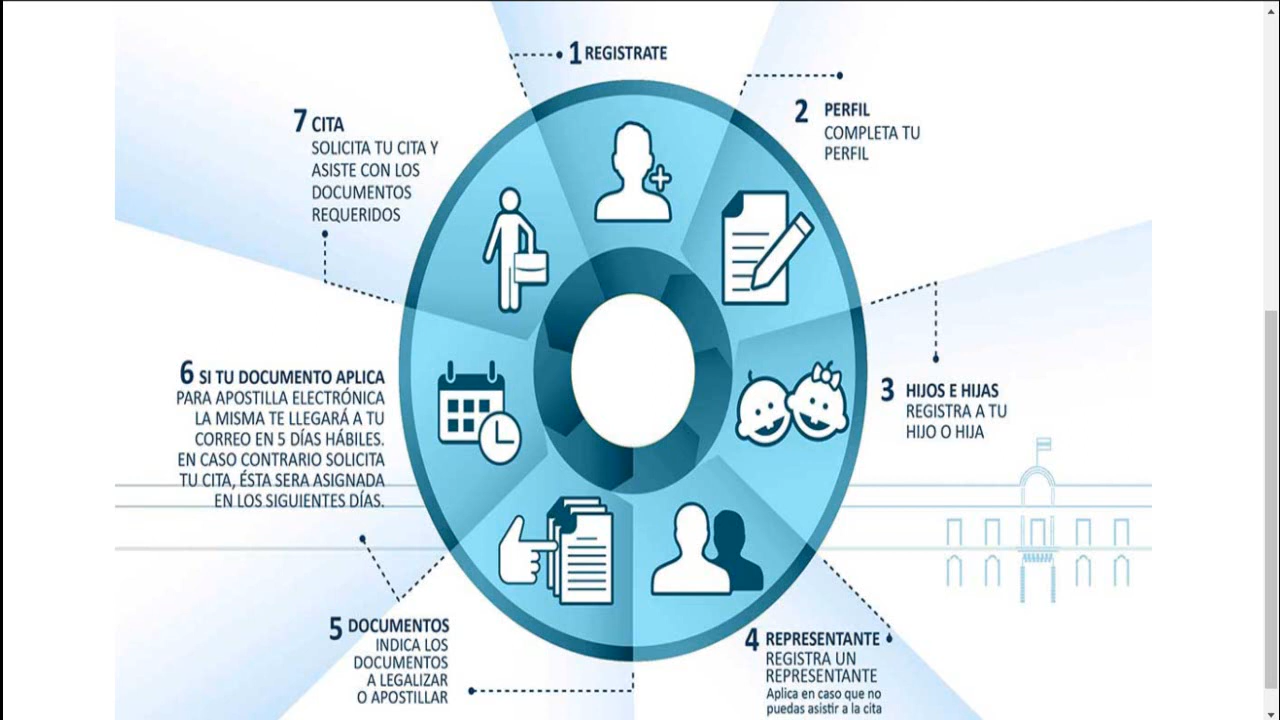 1 REGISTRATE
2 PERFIL
COMPLETA TU
PERFIL
3 HIJOS E HIJAS
REGISTRA A TU
HIJO O HIJA
4 REPRESENTANTE
REGISTRA UN
REPRESENTANTE
Aplica en caso que no
puedas asistir a la cita
5 DOCUMENTOS
INDICA LOS
DOCUMENTOS
A LEGALIZAR
O APOSTILLAR
6 SI TU DOCUMENTO APLICA
PARA APOSTILLA ELECTRÓNICA
LA MISMA TE LLEGARÁ A TU
CORREO EN 5 DÍAS HÁBILES.
EN CASO CONTRARIO SOLICITA
TU CITA, ÉSTA SERA ASIGNADA
EN LOS SIGUIENTES DÍAS.
7 CITA
SOLICITA TU CITA Y
ASISTE CON LOS
DOCUMENTOS
REQUERIDOS